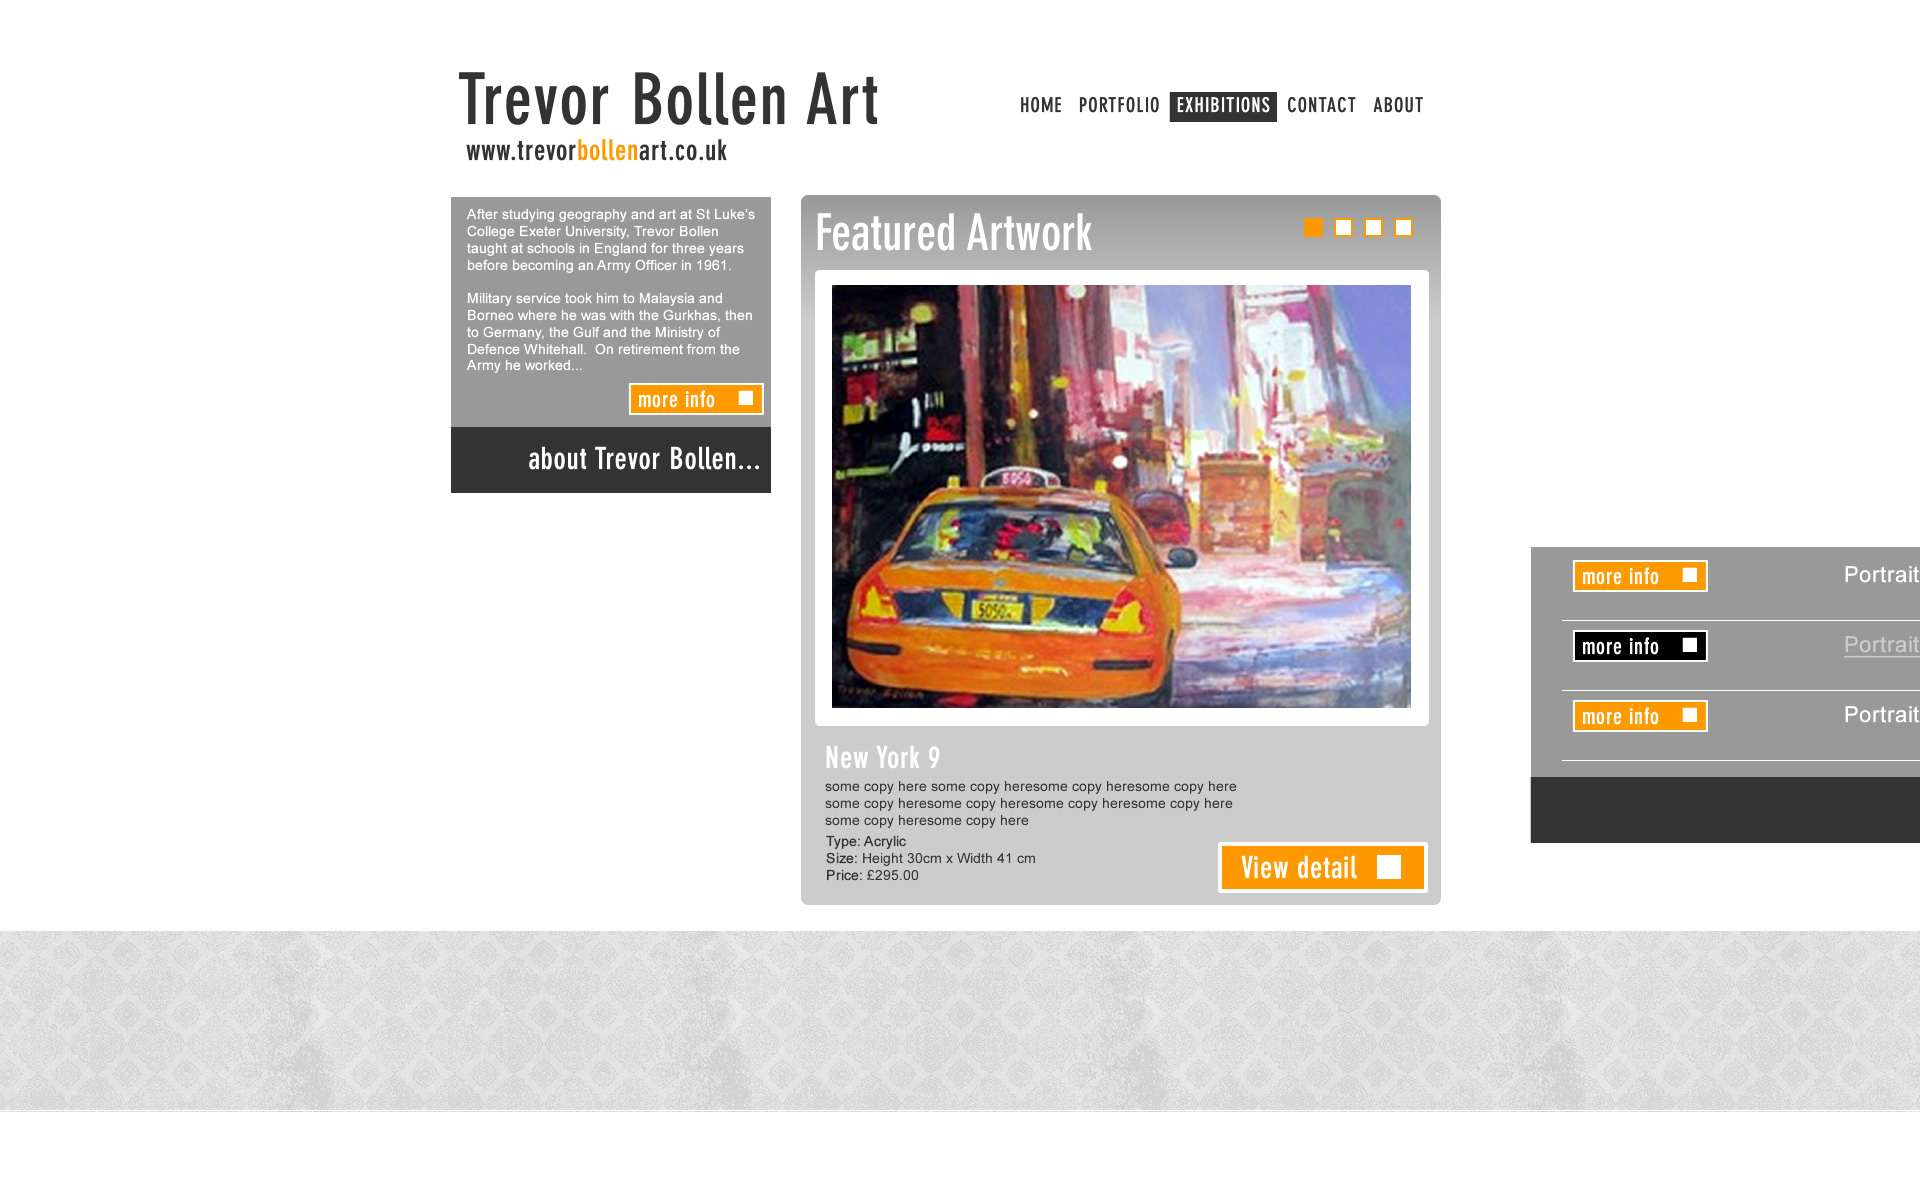 Trevor Bollen Art
www.trevorbollenart.co.uk
HOME PORTFOLIO EXHIBITIONS CONTACT ABOUT
After studying geography and art at St Luke's
College Exeter University, Trevor Bollen
taught at schools in England for three years
before becoming an Army Officer in 1961.
Military service took him to Malaysia and
Borneo where he was with the Gurkhas, then
to Germany, the Gulf and the Ministry of
Defence Whitehall.  On retirement from the
Army he worked...
more info
about Trevor Bollen...
Featured Artwork
5050
5050
TREVOR BOLLEN
New York 9
some copy here some copy heresome copy heresome copy here
some copy heresome copy heresome copy heresome copy here
some copy heresome copy here
Type: Acrylic
Size: Height 30cm x Width 41 cm
Price: £295.00
View detail
more info Portrait
more info Portrait
more info Portrait